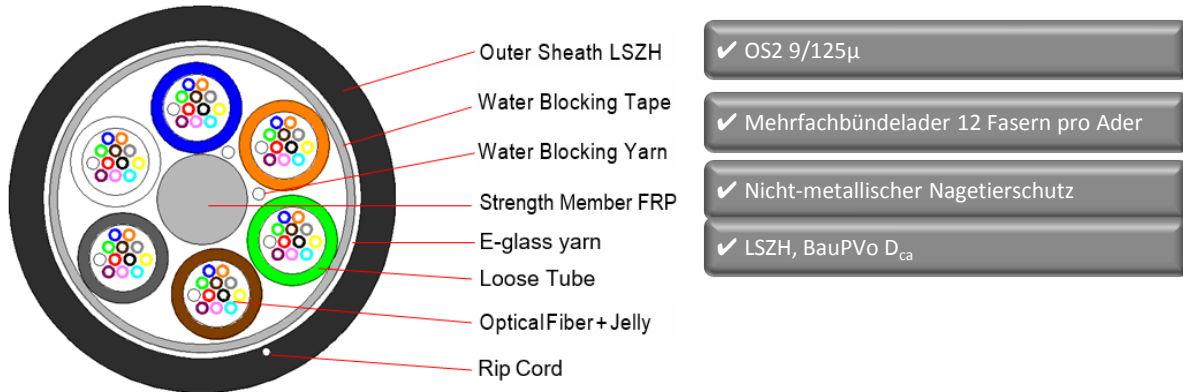 Outer Sheath LSZH
Water Blocking Tape
Water Blocking Yarn
Strength Member FRP
E-glass yarn
Loose Tube
Optical Fiber + Jelly
Rip Cord
✔ OS2 9/125µ
✔ Mehrfachbündelader 12 Fasern pro Ader
✔ Nicht-metallischer Nagetierschutz
✔ LSZH, BauPVo Dca